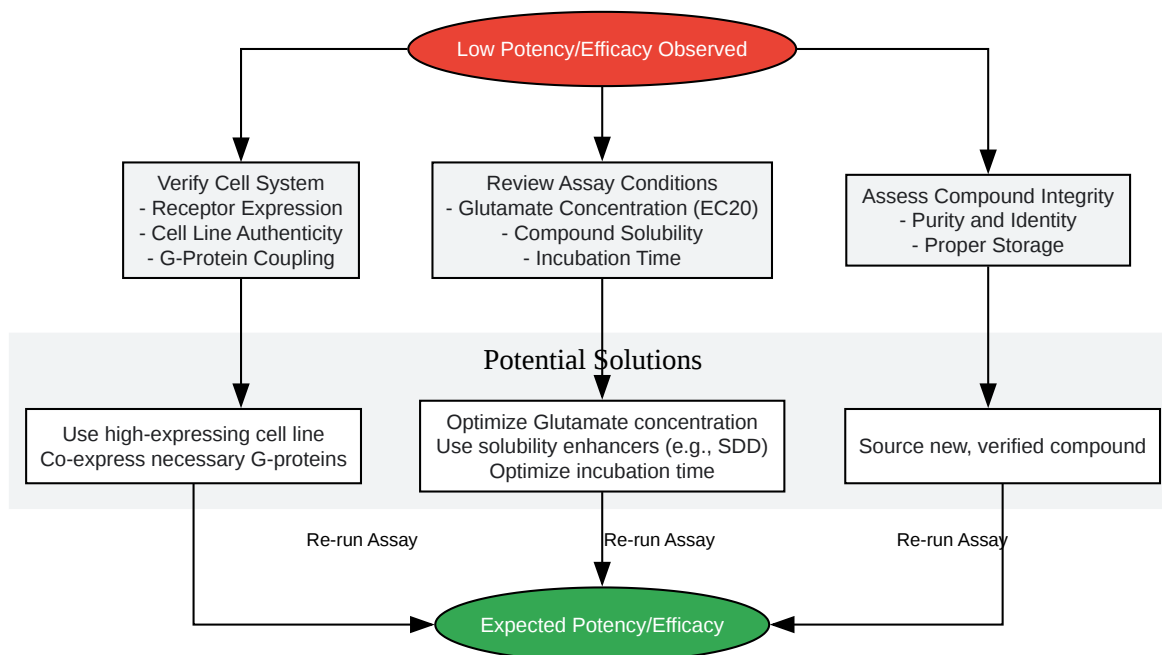 Low Potency/Efficacy Observed
Verify Cell System
- Receptor Expression
- Cell Line Authenticity
- G-Protein Coupling
Review Assay Conditions
- Glutamate Concentration (EC20)
- Compound Solubility
- Incubation Time
Assess Compound Integrity
- Purity and Identity
- Proper Storage
Potential Solutions
Use high-expressing cell line
Co-express necessary G-proteins
Optimize Glutamate concentration
Use solubility enhancers (e.g., SDD)
Optimize incubation time
Source new, verified compound
Re-run Assay
Re-run Assay
Re-run Assay
Expected Potency/Efficacy